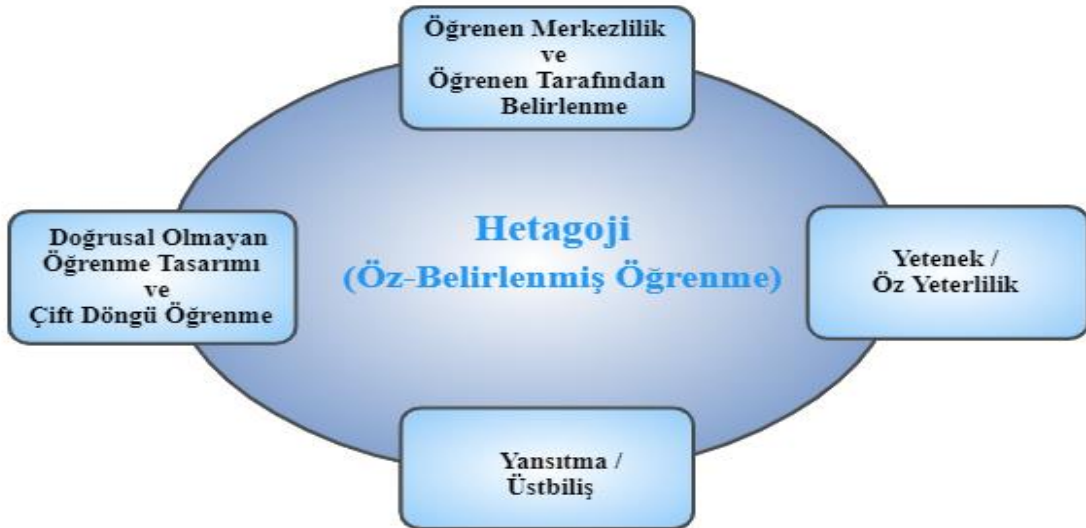 Öğrenen Merkezlilik
ve
Öğrenen Tarafından
Belirlenme
Hetagoji
(Öz-Belirlenmiş Öğrenme)
Doğrusal Olmayan
Öğrenme Tasarımı
ve
Çift Döngü Öğrenme
Yetenek /
Öz Yeterlilik
Yansıtma /
Üstbiliş